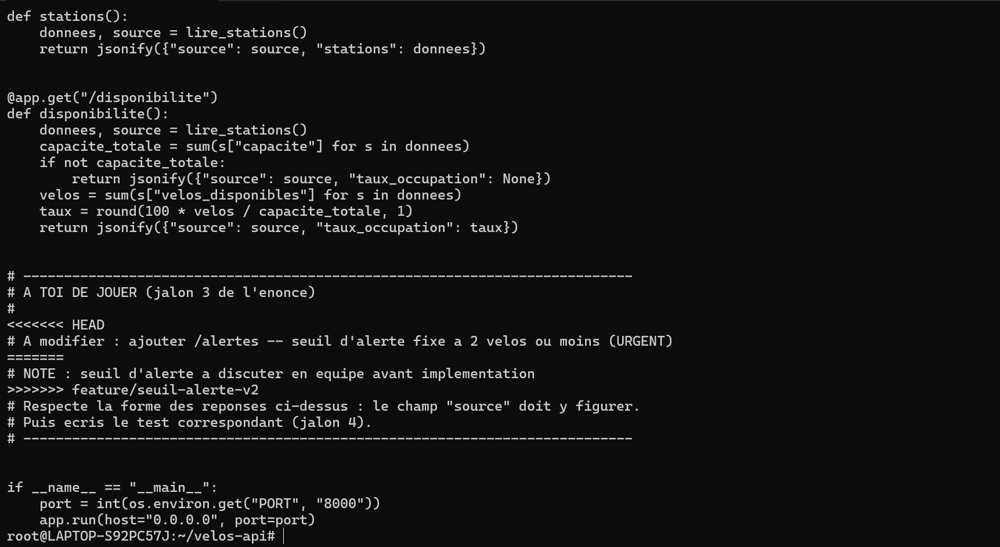 def stations():
    donnees, source = lire_stations()
    return jsonify({"source": source, "stations": donnees})


@app.get("/disponibilite")
def disponibilite():
    donnees, source = lire_stations()
    capacite_totale = sum(s["capacite"] for s in donnees)
    if not capacite_totale:
        return jsonify({"source": source, "taux_occupation": None})
    velos = sum(s["velos_disponibles"] for s in donnees)
    taux = round(100 * velos / capacite_totale, 1)
    return jsonify({"source": source, "taux_occupation": taux})


# ---------------------------------------------------------------------------
# A TOI DE JOUER (jalon 3 de l'enonce)
#
<<<<<<< HEAD
# A modifier : ajouter /alertes -- seuil d'alerte fixe a 2 velos ou moins (URGENT)
=======
# NOTE : seuil d'alerte a discuter en equipe avant implementation
>>>>>>> feature/seuil-alerte-v2
# Respecte la forme des reponses ci-dessus : le champ "source" doit y figurer.
# Puis ecris le test correspondant (jalon 4).
# ---------------------------------------------------------------------------


if __name__ == "__main__":
    port = int(os.environ.get("PORT", "8000"))
    app.run(host="0.0.0.0", port=port)
root@LAPTOP-S92PC57J:~/velos-api#